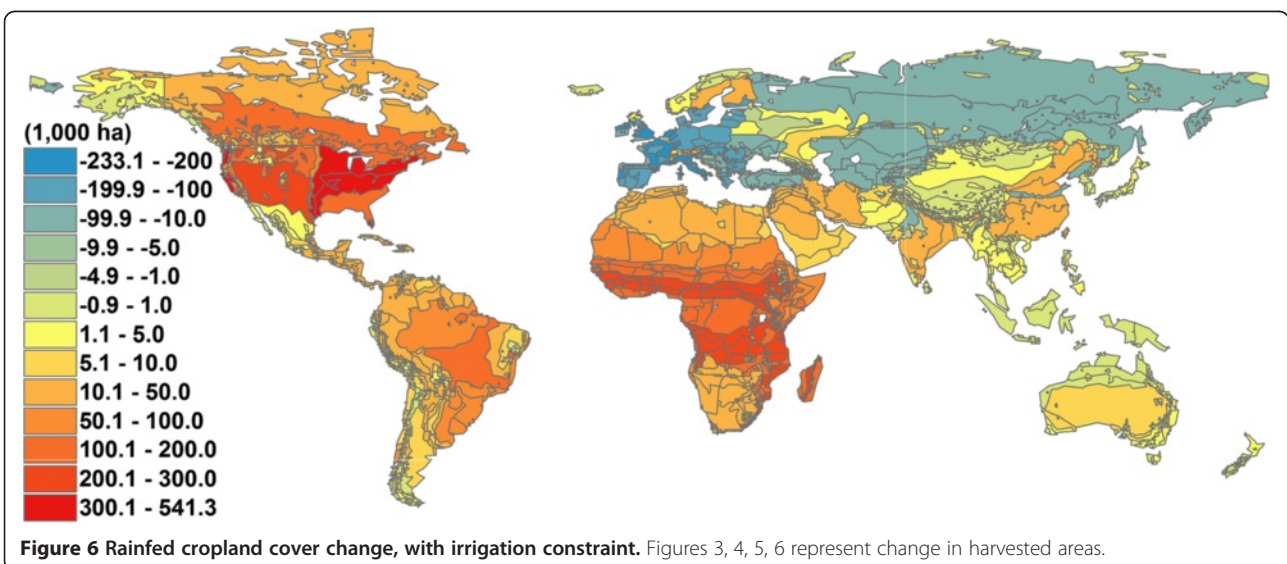 (1,000 ha)
-233.1 - -200
-199.9 - -100
-99.9 - -10.0
-9.9 - -5.0
-4.9 - -1.0
-0.9 - 1.0
1.1 - 5.0
5.1 - 10.0
10.1 - 50.0
50.1 - 100.0
100.1 - 200.0
200.1 - 300.0
300.1 - 541.3
Figure 6 Rainfed cropland cover change, with irrigation constraint. Figures 3, 4, 5, 6 represent change in harvested areas.